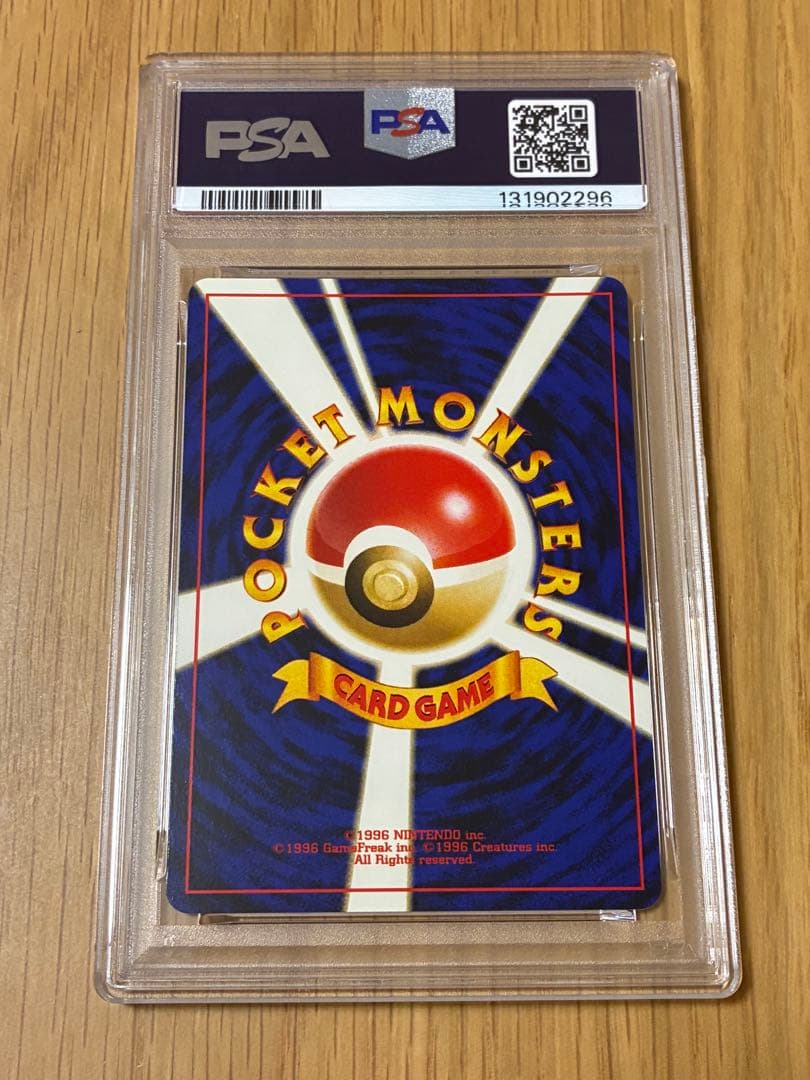 PSA
PSA
131902296
POCKET MONSTERS
CARD GAME
©1996 NINTENDO inc.
©1996 GameFreak inc. ©1996 Creatures inc.
All Rights reserved.